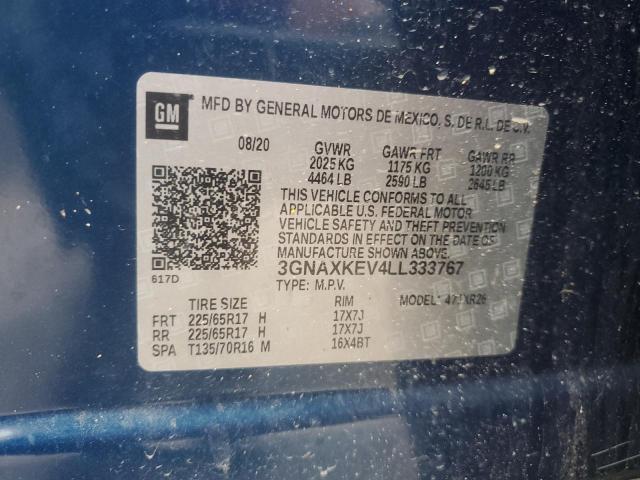 GM MFD BY GENERAL MOTORS DE MEXICO, S. DE R.L. DE C.V.
08/20 GVWR GAWR FRT GAWR RR
2025 KG 1175 KG 1200 KG
4464 LB 2590 LB 2645 LB
THIS VEHICLE CONFORMS TO ALL
APPLICABLE U.S. FEDERAL MOTOR
VEHICLE SAFETY AND THEFT PREVENTION
STANDARDS IN EFFECT ON THE DATE OF
MANUFACTURE SHOWN ABOVE.
617D 3GNAXKEV4LL333767
TYPE: M.P.V. MODEL: 471XR26
TIRE SIZE RIM
FRT 225/65R17 H 17X7J
RR 225/65R17 H 17X7J
SPA T135/70R16 M 16X4BT